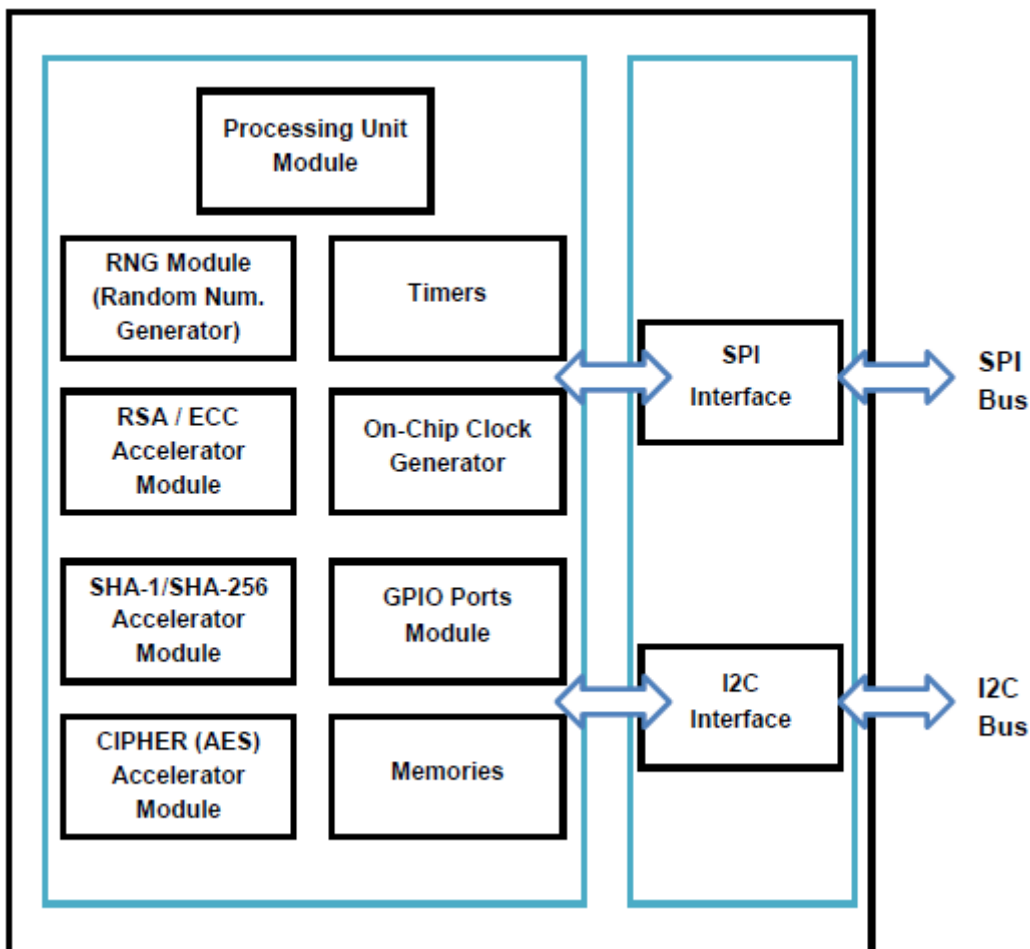 Processing Unit
Module
RNG Module
(Random Num.
Generator)
Timers
RSA / ECC
Accelerator
Module
On-Chip Clock
Generator
SHA-1/SHA-256
Accelerator
Module
GPIO Ports
Module
CIPHER (AES)
Accelerator
Module
Memories
SPI
Interface
SPI
Bus
I2C
Interface
I2C
Bus